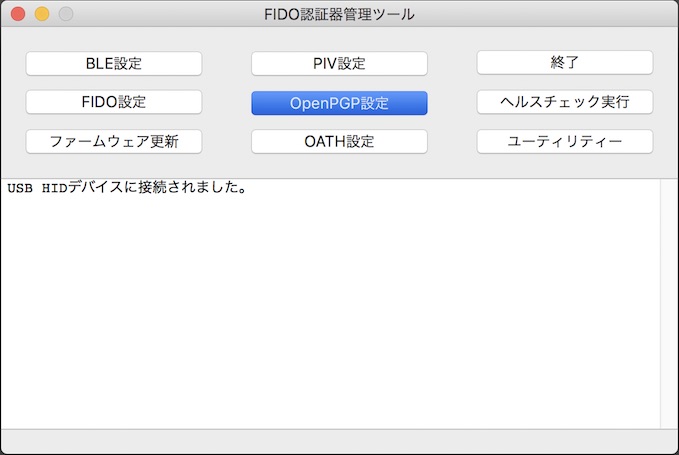 FIDO認証器管理ツール
BLE設定
PIV設定
終了
FIDO設定
OpenPGP設定
ヘルスチェック実行
ファームウェア更新
OATH設定
ユーティリティー
USB HIDデバイスに接続されました。